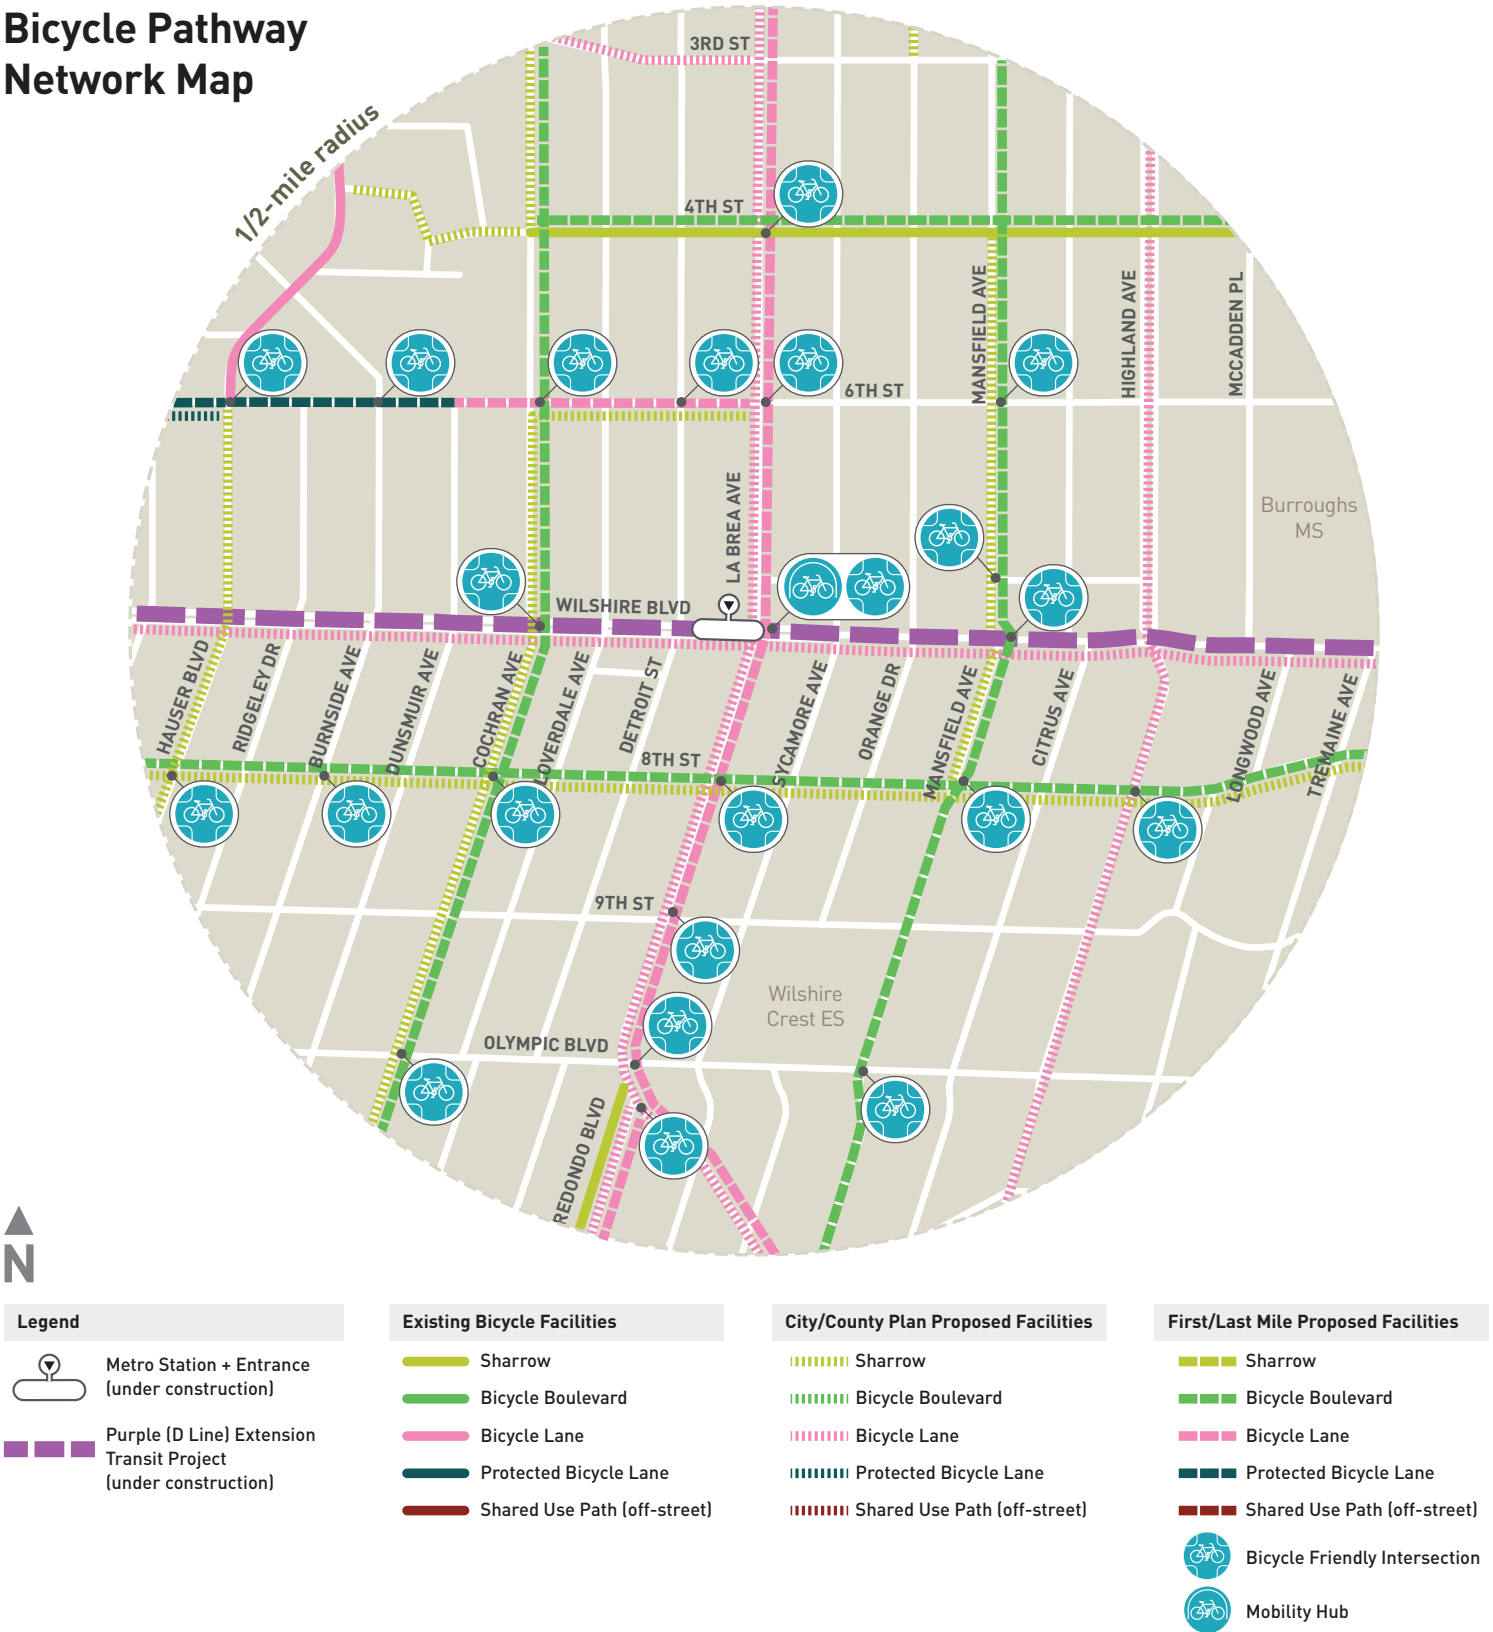 Bicycle Pathway
Network Map
1/2-mile radius
3RD ST
4TH ST
MANSFIELD AVE
HIGHLAND AVE
MCCADDEN PL
6TH ST
LA BREA AVE
Burroughs
MS
WILSHIRE BLVD
HAUSER BLVD
RIDGELEY DR
BURNSIDE AVE
DUNSMUIR AVE
COCHRAN AVE
CLOVERDALE AVE
DETROIT ST
SYCAMORE AVE
ORANGE DR
MANSFIELD AVE
CITRUS AVE
LONGWOOD AVE
TREMAINE AVE
8TH ST
9TH ST
Wilshire
Crest ES
OLYMPIC BLVD
REDONDO BLVD
N
Legend
Metro Station + Entrance
(under construction)
Purple (D Line) Extension
Transit Project
(under construction)
Existing Bicycle Facilities
Sharrow
Bicycle Boulevard
Bicycle Lane
Protected Bicycle Lane
Shared Use Path (off-street)
City/County Plan Proposed Facilities
Sharrow
Bicycle Boulevard
Bicycle Lane
Protected Bicycle Lane
Shared Use Path (off-street)
First/Last Mile Proposed Facilities
Sharrow
Bicycle Boulevard
Bicycle Lane
Protected Bicycle Lane
Shared Use Path (off-street)
Bicycle Friendly Intersection
Mobility Hub